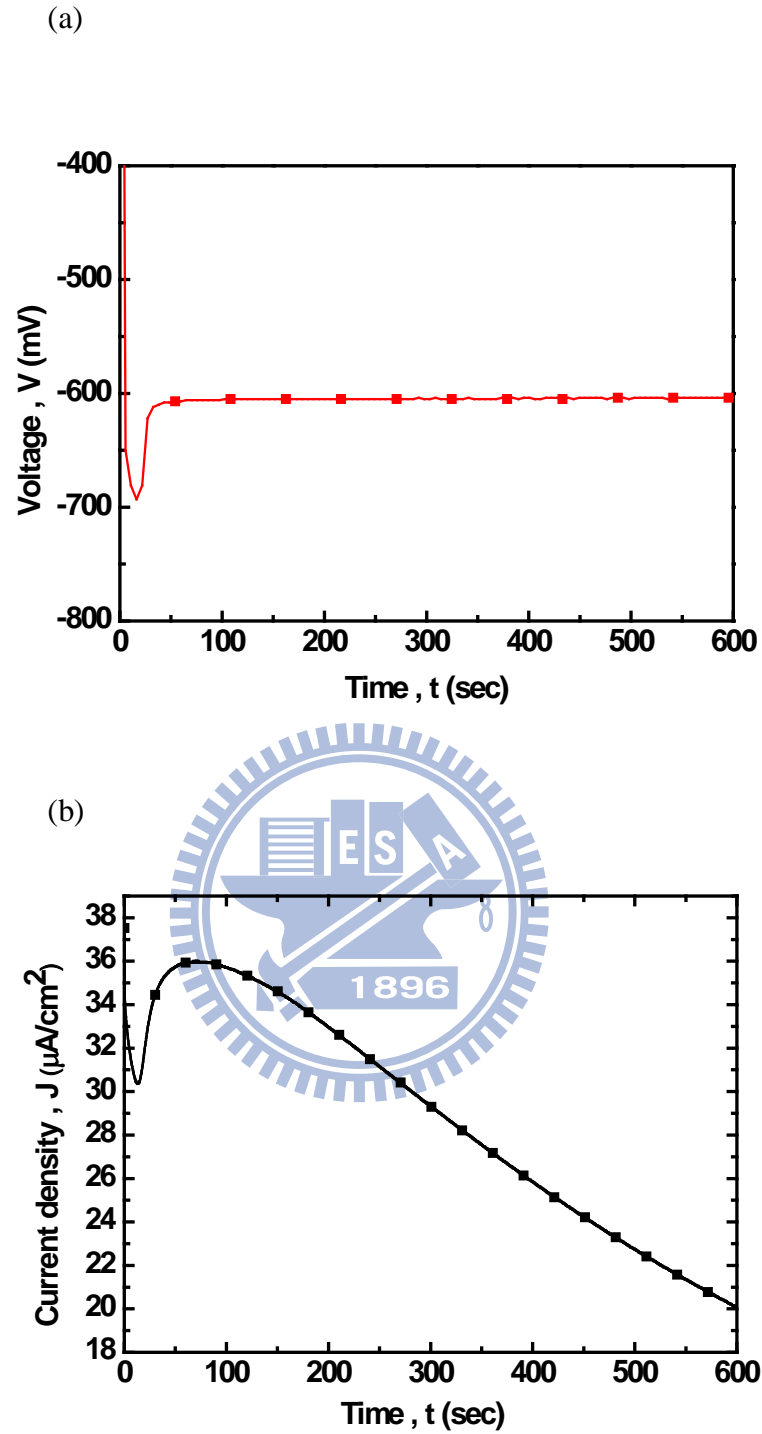 (a)
-400
-500
-600
-700
-800
Voltage , V (mV)
0 100 200 300 400 500 600
Time , t (sec)
(b)
E S A
1896
38
36
34
32
30
28
26
24
22
20
18
Current density , J (μA/cm²)
0 100 200 300 400 500 600
Time , t (sec)